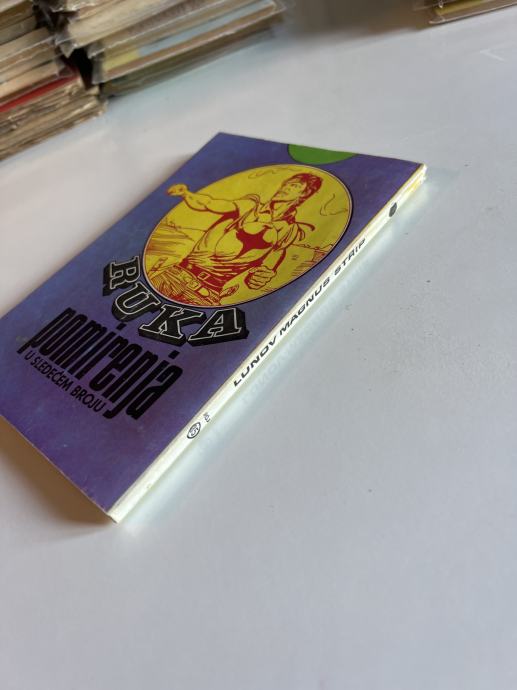 RUKA
pomirenja
U SLEDEĆEM BROJU
LUNOV MAGNUS STRIP